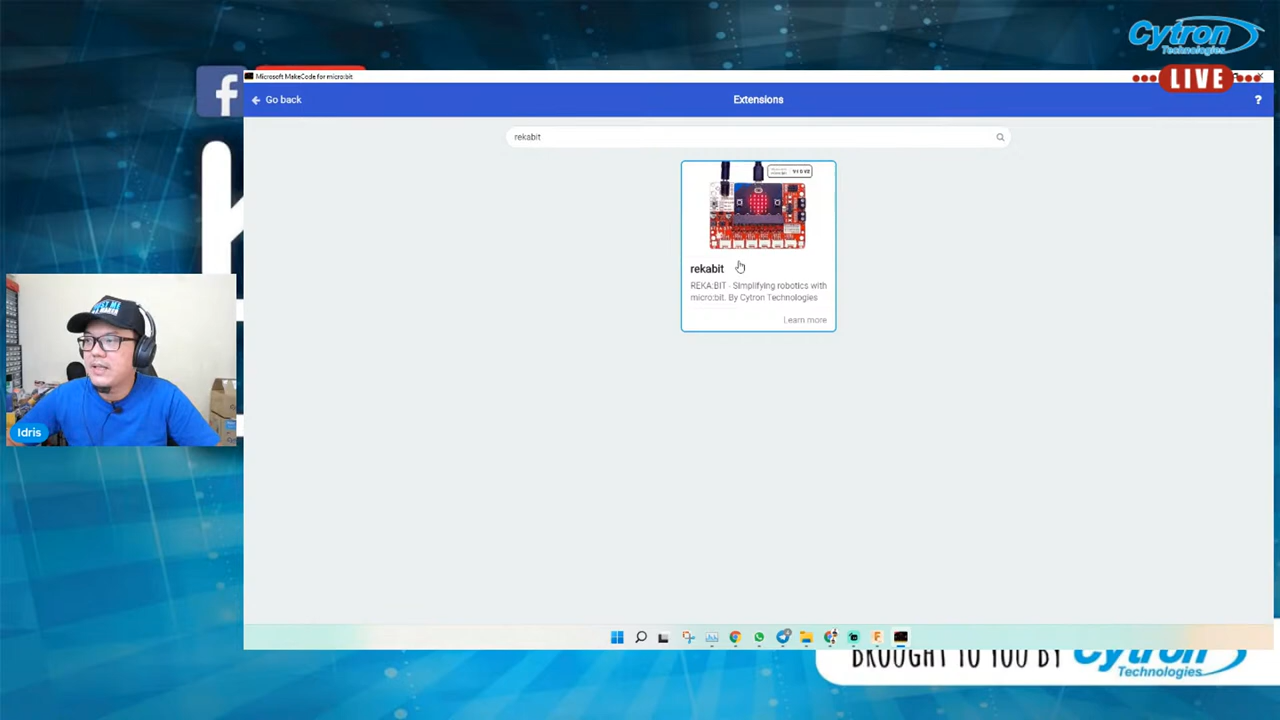 Cytron
Technologies
LIVE
Microsoft MakeCode for micro:bit
Go back
Extensions
?
rekabit
rekabit
REKA:BIT - Simplifying robotics with
micro:bit. By Cytron Technologies
Learn more
Idris
BROUGHT TO YOU BY Cytron
Technologies